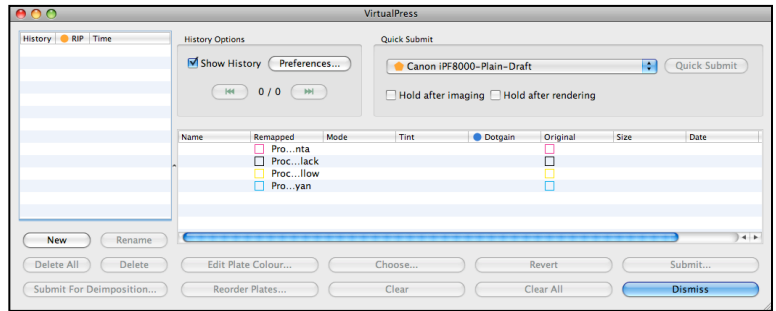 VirtualPress
History RIP Time
History Options
Quick Submit
Show History Preferences...
Canon iPF8000-Plain-Draft Quick Submit
0 / 0
Hold after imaging Hold after rendering
Name Remapped Mode Tint Dotgain Original Size Date
Pro...nta
Proc...lack
Proc...llow
Pro...yan
New Rename
Delete All Delete Edit Plate Colour... Choose... Revert Submit...
Submit For Deimposition... Reorder Plates... Clear Clear All Dismiss